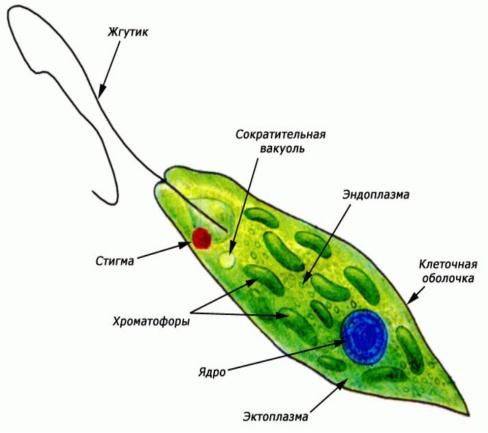 Жгутик
Сократительная
вакуоль
Эндоплазма
Стигма
Клеточная
оболочка
Хроматофоры
Ядро
Эктоплазма